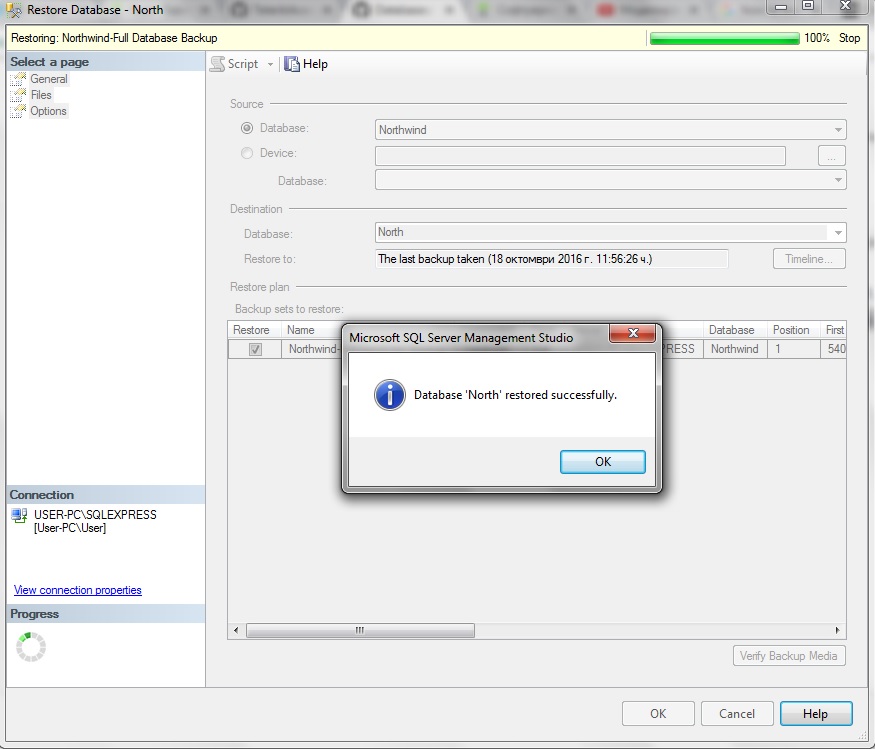 Restore Database - North
Restoring: Northwind-Full Database Backup 100% Stop
Select a page
General
Files
Options
Script Help
Source
Database: Northwind
Device: ...
Database:
Destination
Database: North
Restore to: The last backup taken (18 октомври 2016 г. 11:56:26 ч.) Timeline...
Restore plan
Backup sets to restore:
Restore Name Database Position First
Northwind- PRESS Northwind 1 540
Microsoft SQL Server Management Studio
Database 'North' restored successfully.
OK
Connection
USER-PC\SQLEXPRESS
[User-PC\User]
View connection properties
Progress
Verify Backup Media
OK Cancel Help